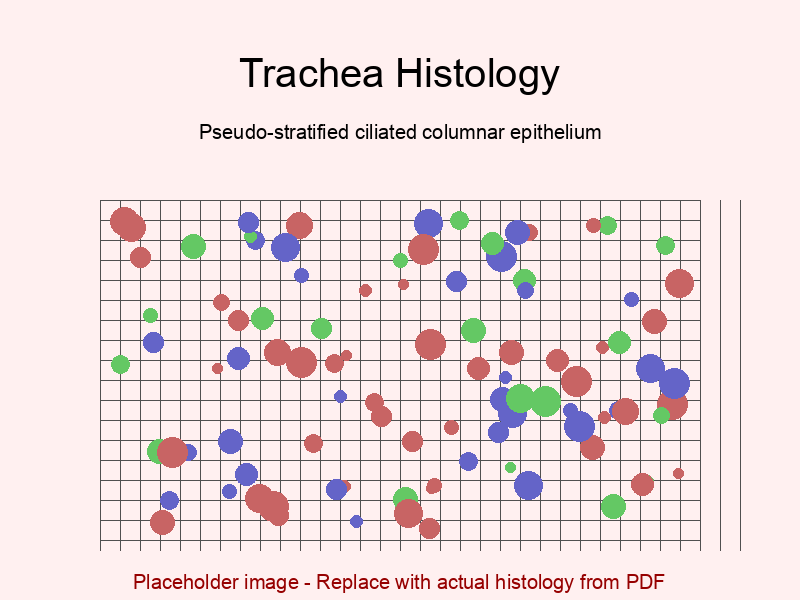 Trachea Histology
Pseudo-stratified ciliated columnar epithelium
Placeholder image - Replace with actual histology from PDF